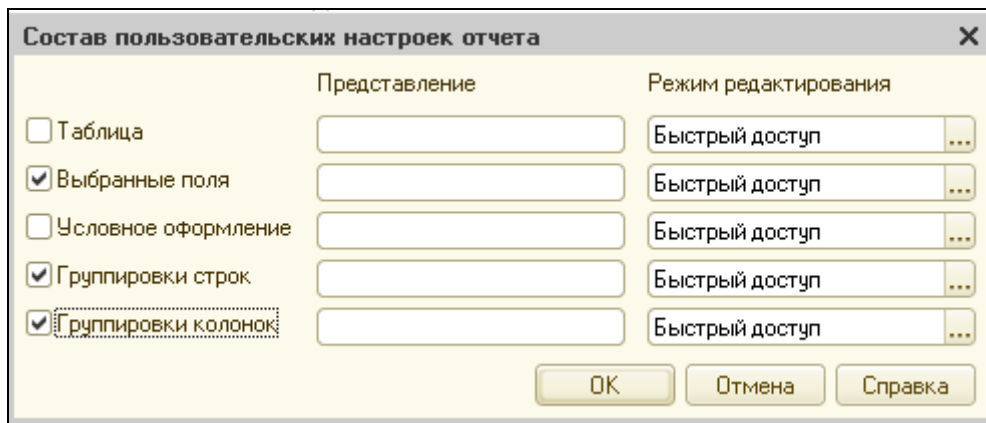 Состав пользовательских настроек отчета
Представление Режим редактирования
Таблица Быстрый доступ ...
Выбранные поля Быстрый доступ ...
Условное оформление Быстрый доступ ...
Группировки строк Быстрый доступ ...
Группировки колонок Быстрый доступ ...
OK Отмена Справка